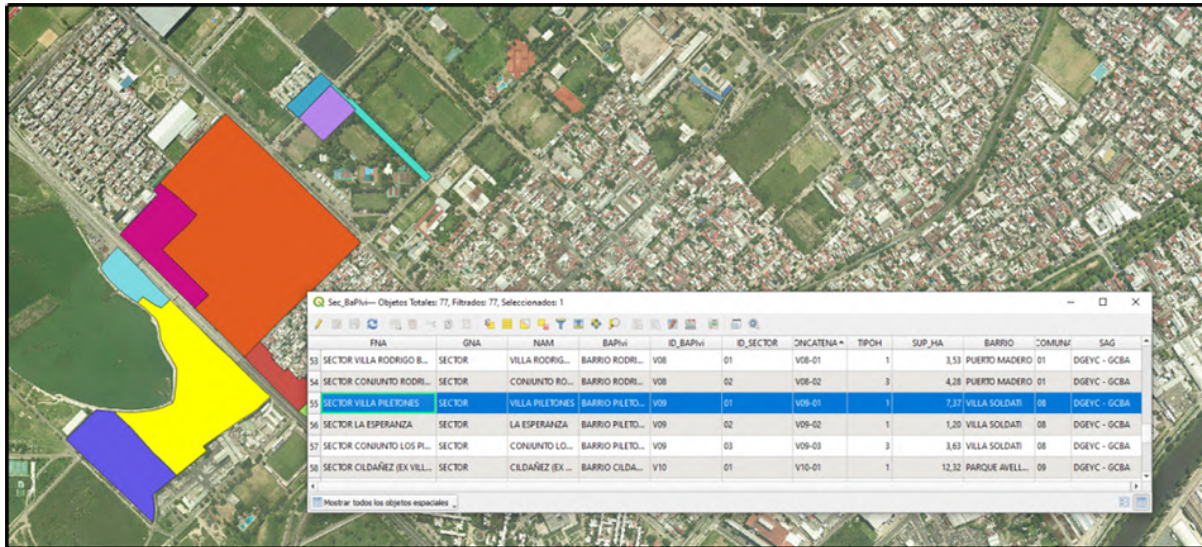 Sec_BaPIvi— Objetos Totales: 77, Filtrados: 77, Seleccionados: 1
FNA GNA NAM BAPIvi ID_BAPIvi ID_SECTOR ONCATENA TIPOH SUP_HA BARRIO COMUNA SAG
53 SECTOR VILLA RODRIGO B... SECTOR VILLA RODRIG... BARRIO RODRI... V08 01 V08-01 1 3,53 PUERTO MADERO 01 DGEYC - GCBA
54 SECTOR CONJUNTO RODRI... SECTOR CONJUNTO RO... BARRIO RODRI... V08 02 V08-02 3 4,28 PUERTO MADERO 01 DGEYC - GCBA
55 SECTOR VILLA PILETONES SECTOR VILLA PILETONES BARRIO PILETO... V09 01 V09-01 1 7,37 VILLA SOLDATI 08 DGEYC - GCBA
56 SECTOR LA ESPERANZA SECTOR LA ESPERANZA BARRIO PILETO... V09 02 V09-02 1 1,20 VILLA SOLDATI 08 DGEYC - GCBA
57 SECTOR CONJUNTO LOS PI... SECTOR CONJUNTO LO... BARRIO PILETO... V09 03 V09-03 3 3,63 VILLA SOLDATI 08 DGEYC - GCBA
58 SECTOR CILDAÑEZ (EX VILL... SECTOR CILDAÑEZ (EX ... BARRIO CILDA... V10 01 V10-01 1 12,32 PARQUE AVELL... 09 DGEYC - GCBA
Mostrar todos los objetos espaciales